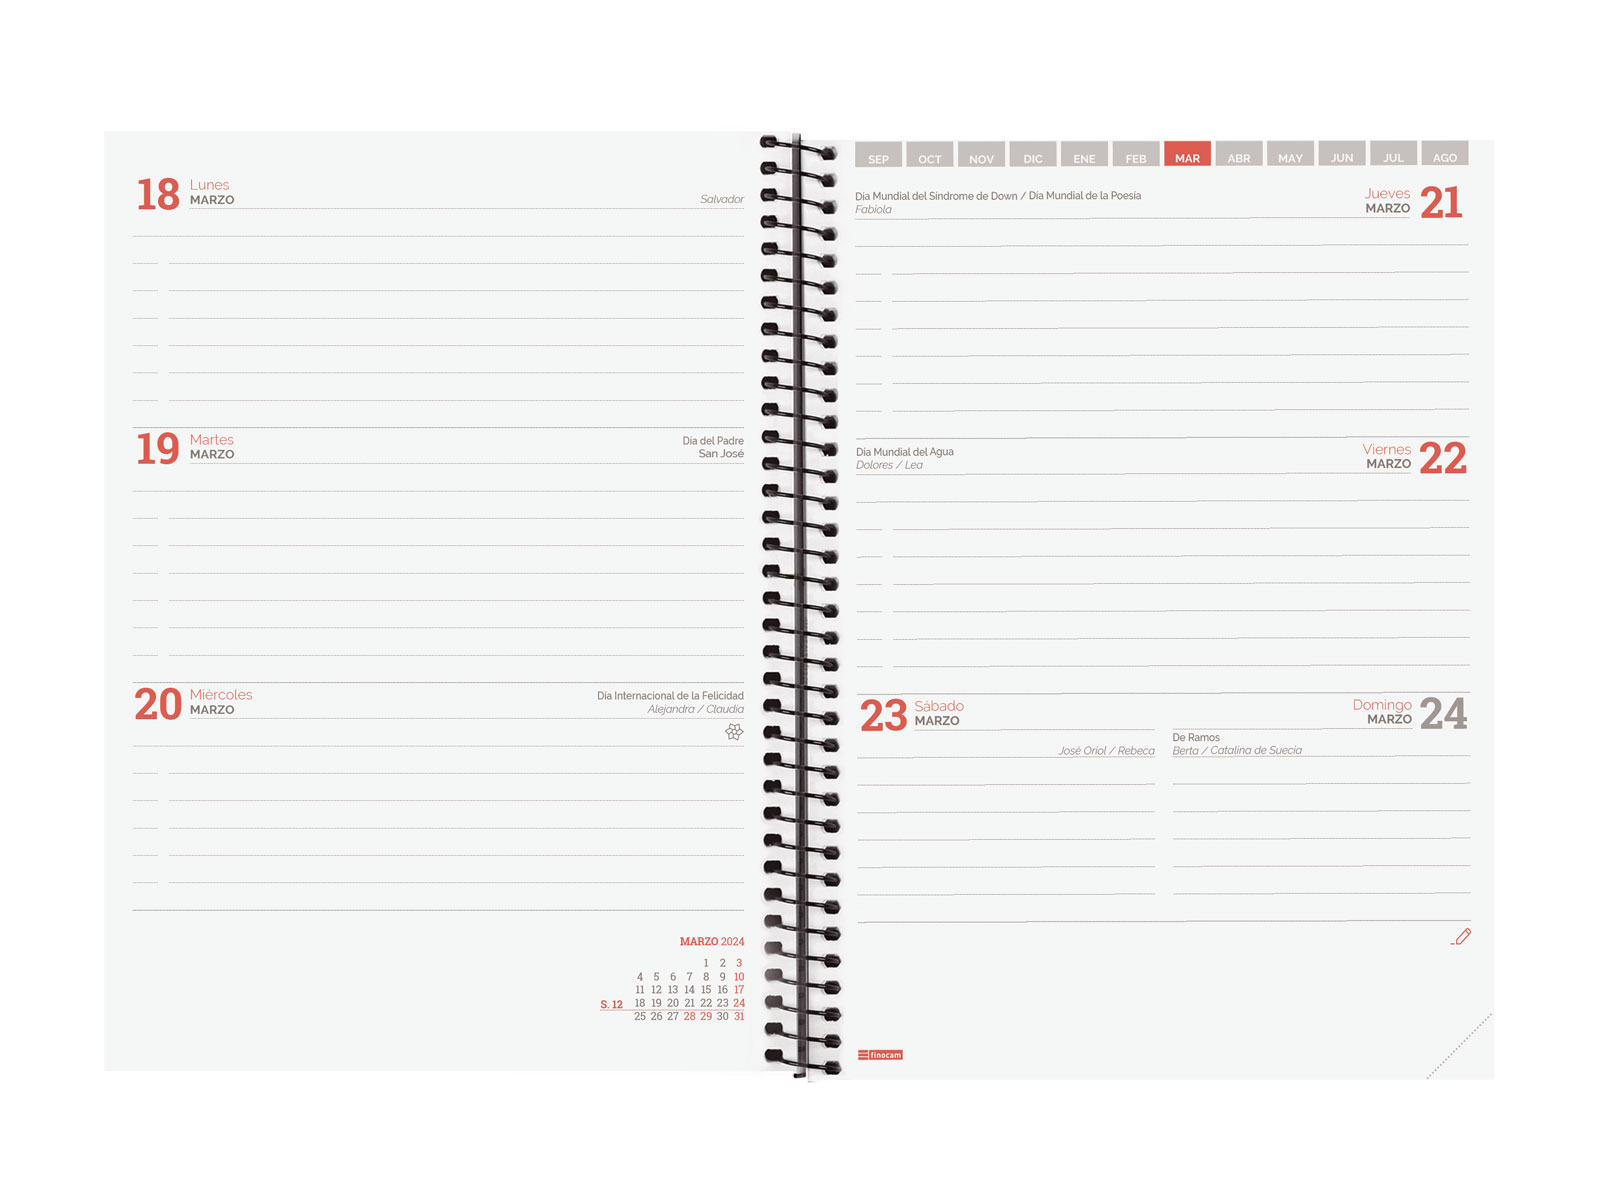 18 Lunes
MARZO
Salvador
19 Martes
MARZO
Día del Padre
San José
20 Miércoles
MARZO
Día Internacional de la Felicidad
Alejandra / Claudia
MARZO 2024
1 2 3
4 5 6 7 8 9 10
11 12 13 14 15 16 17
S. 12 18 19 20 21 22 23 24
25 26 27 28 29 30 31
SEP OCT NOV DIC ENE FEB MAR ABR MAY JUN JUL AGO
Día Mundial del Síndrome de Down / Día Mundial de la Poesía
Fabiola
Jueves 21
MARZO
Día Mundial del Agua
Dolores / Lea
Viernes 22
MARZO
23 Sábado
MARZO
José Oriol / Rebeca
Domingo 24
MARZO
De Ramos
Berta / Catalina de Suecia
finocam